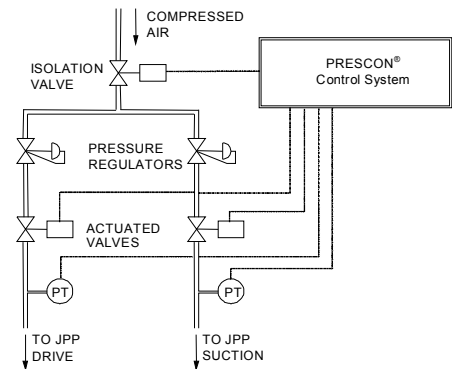 COMPRESSED
AIR
PRESCON®
Control System
ISOLATION
VALVE
PRESSURE
REGULATORS
ACTUATED
VALVES
PT
PT
TO JPP
DRIVE
TO JPP
SUCTION